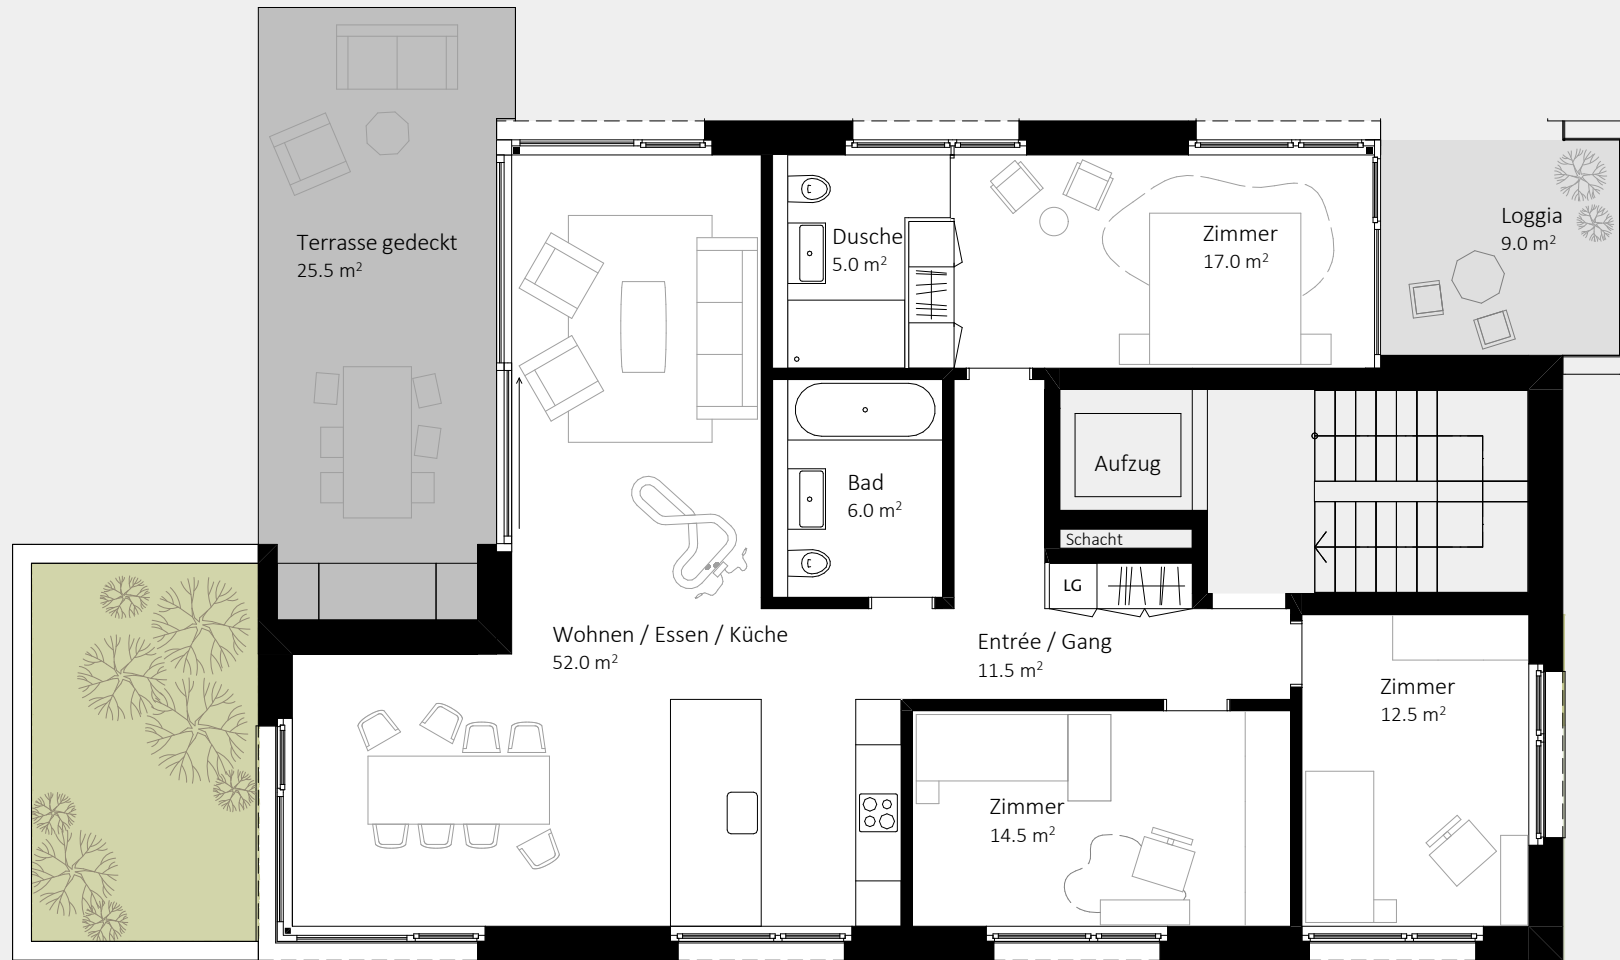 Terrasse gedeckt
25.5 m²
Dusche
5.0 m²
Zimmer
17.0 m²
Loggia
9.0 m²
Aufzug
Bad
6.0 m²
Schacht
LG
Wohnen / Essen / Küche
52.0 m²
Entrée / Gang
11.5 m²
Zimmer
12.5 m²
Zimmer
14.5 m²